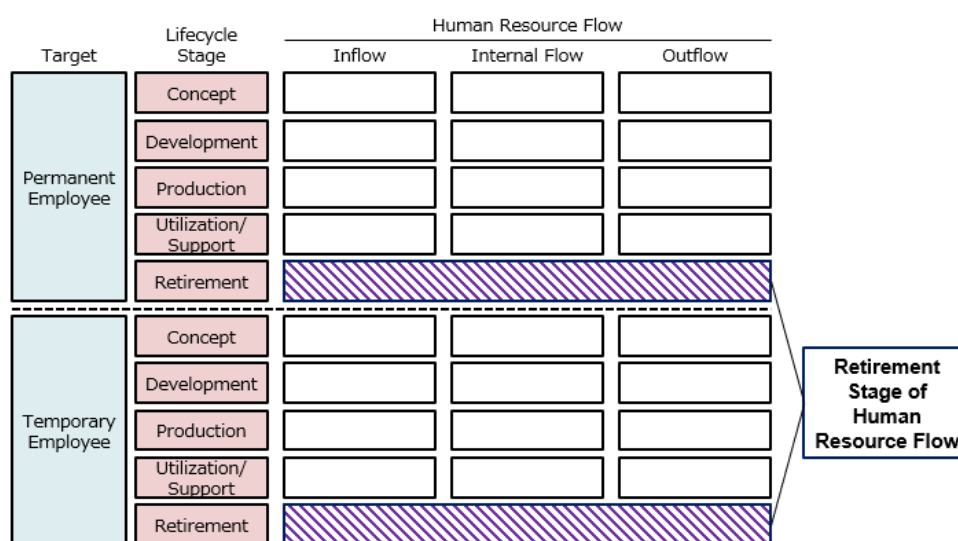 Human Resource Flow
Target
Lifecycle
Stage
Inflow
Internal Flow
Outflow
Permanent
Employee
Concept
Development
Production
Utilization/
Support
Retirement
Temporary
Employee
Concept
Development
Production
Utilization/
Support
Retirement
Retirement
Stage of
Human
Resource Flow